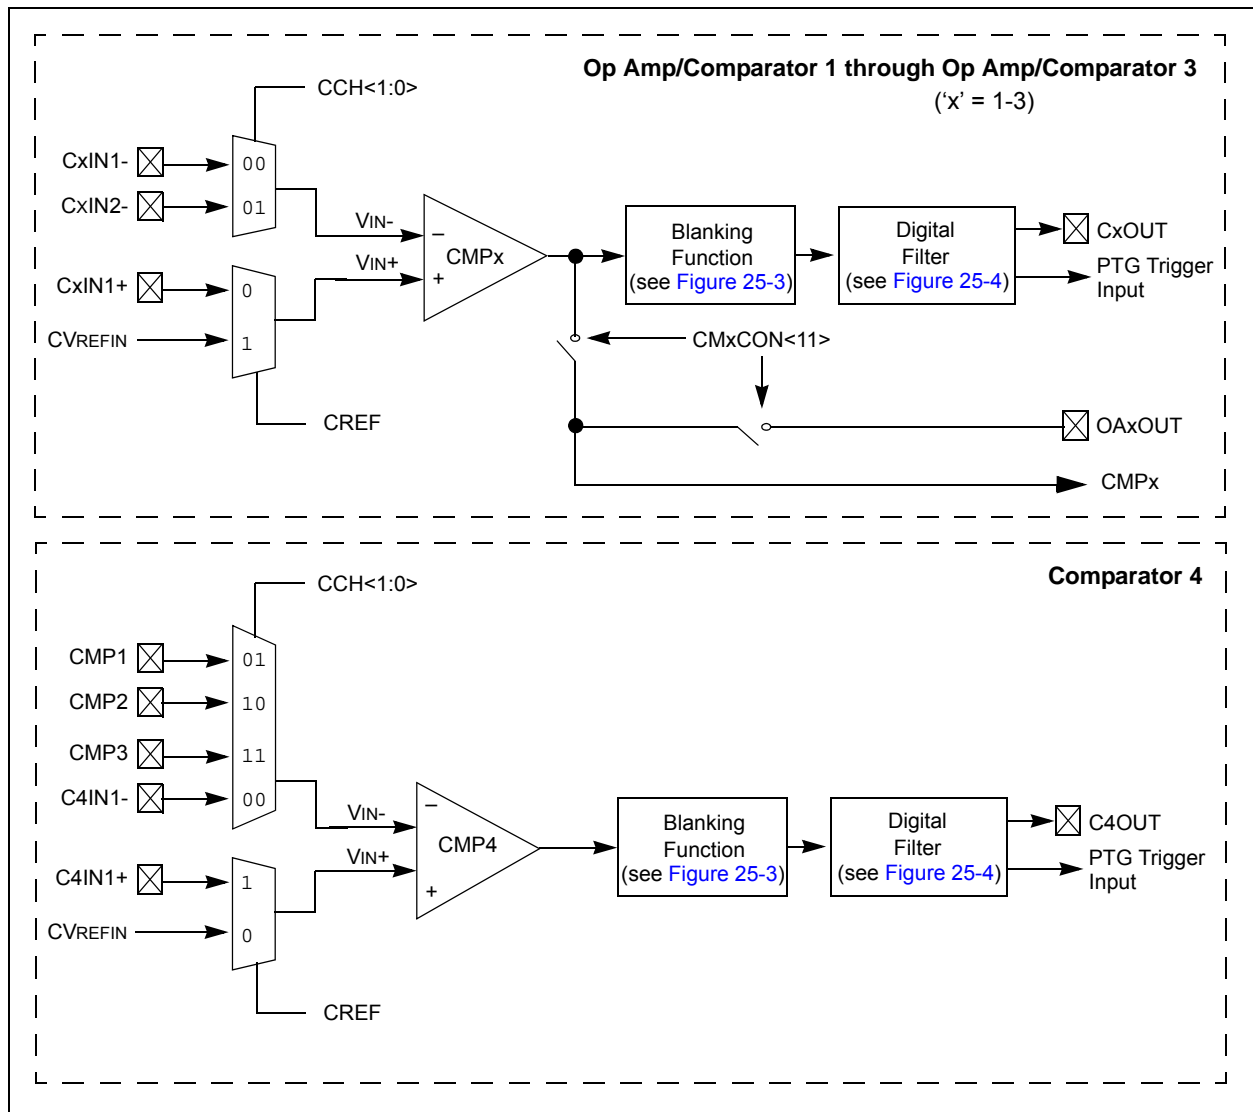 Op Amp/Comparator 1 through Op Amp/Comparator 3
('x' = 1-3)
CCH<1:0>
CxIN1-
00
CXIN2-
01
VIN-
–
CMPx
Blanking
Function
(see Figure 25-3)
Digital
Filter
(see Figure 25-4)
CxOUT
PTG Trigger
Input
CxIN1+
0
VIN+
+
CVREFIN
1
CMxCON<11>
CREF
OAxOUT
CMPx
Comparator 4
CCH<1:0>
CMP1
01
CMP2
10
CMP3
11
C4IN1-
00
VIN-
–
CMP4
Blanking
Function
(see Figure 25-3)
Digital
Filter
(see Figure 25-4)
C4OUT
PTG Trigger
Input
C4IN1+
1
VIN+
+
CVREFIN
0
CREF